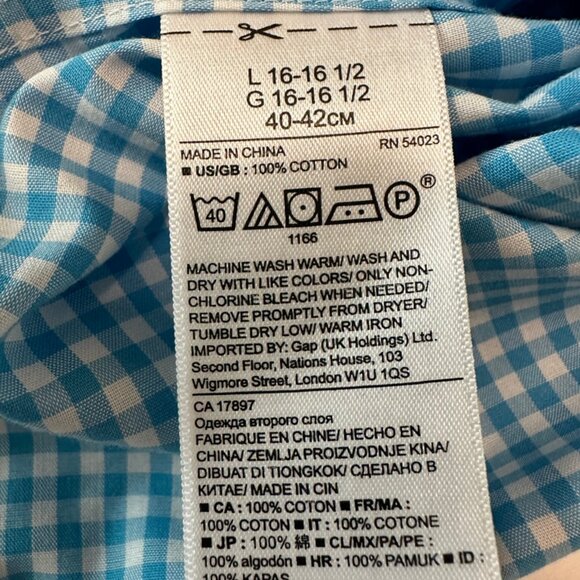 L 16-16 1/2
G 16-16 1/2
40-42CM
MADE IN CHINA RN 54023
■ US/GB : 100% COTTON
40 P ®
1166
MACHINE WASH WARM/ WASH AND
DRY WITH LIKE COLORS/ ONLY NON-
CHLORINE BLEACH WHEN NEEDED/
REMOVE PROMPTLY FROM DRYER/
TUMBLE DRY LOW/ WARM IRON
IMPORTED BY: Gap (UK Holdings) Ltd.
Second Floor, Nations House, 103
Wigmore Street, London W1U 1QS
CA 17897
Одежда второго слоя
FABRIQUE EN CHINE/ HECHO EN
CHINA/ ZEMLJA PROIZVODNJE KINA/
DIBUAT DI TIONGKOK/ СДЕЛАНО В
КИТАЕ/ MADE IN CIN
■ CA : 100% COTON ■ FR/MA :
100% COTON ■ IT : 100% COTONE
■ JP : 100% 綿 ■ CL/MX/PA/PE :
100% algodón ■ HR : 100% PAMUK ■ ID :
100% KAPAS